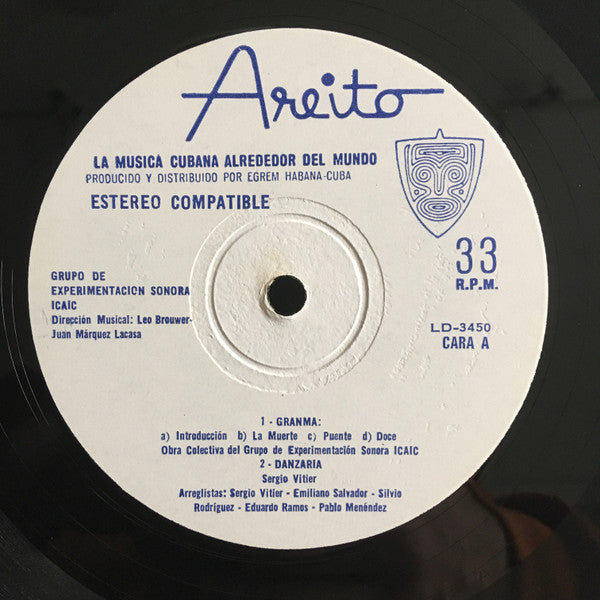 Areito
LA MUSICA CUBANA ALREDEDOR DEL MUNDO
PRODUCIDO Y DISTRIBUIDO POR EGREM HABANA-CUBA
ESTEREO COMPATIBLE
33
R.P.M.
GRUPO DE
EXPERIMENTACION SONORA
ICAIC
Dirección Musical: Leo Brouwer-
Juan Márquez Lacasa
LD-3450
CARA A
1 - GRANMA:
a) Introducción b) La Muerte c) Puente d) Doce
Obra Colectiva del Grupo de Experimentación Sonora ICAIC
2 - DANZARIA
Sergio Vitier
Arreglistas: Sergio Vitier - Emiliano Salvador - Silvio
Rodríguez - Eduardo Ramos - Pablo Menéndez